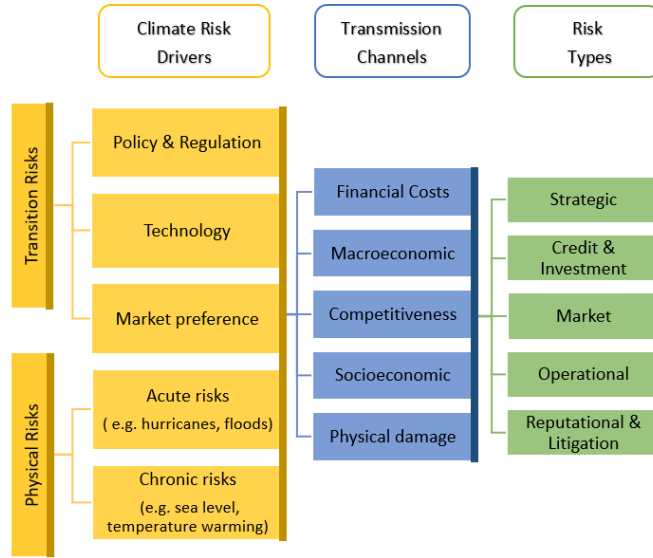 Climate Risk
Drivers
Transmission
Channels
Risk
Types
Transition Risks
Policy & Regulation
Technology
Market preference
Physical Risks
Acute risks
( e.g. hurricanes, floods)
Chronic risks
(e.g. sea level,
temperature warming)
Financial Costs
Macroeconomic
Competitiveness
Socioeconomic
Physical damage
Strategic
Credit &
Investment
Market
Operational
Reputational &
Litigation